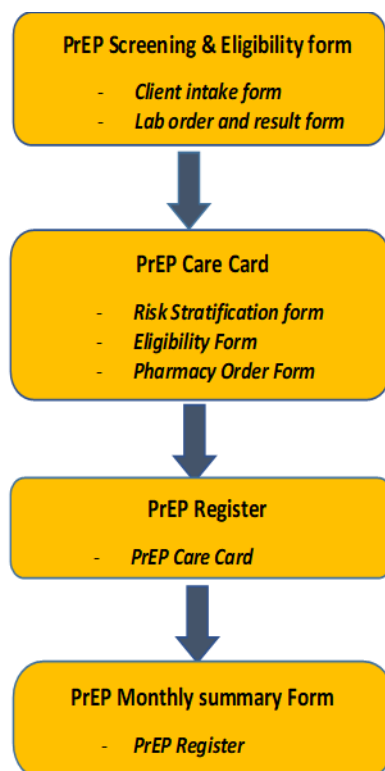 PrEP Screening & Eligibility form
- Client intake form
- Lab order and result form
PrEP Care Card
- Risk Stratification form
- Eligibility Form
- Pharmacy Order Form
PrEP Register
- PrEP Care Card
PrEP Monthly summary Form
- PrEP Register